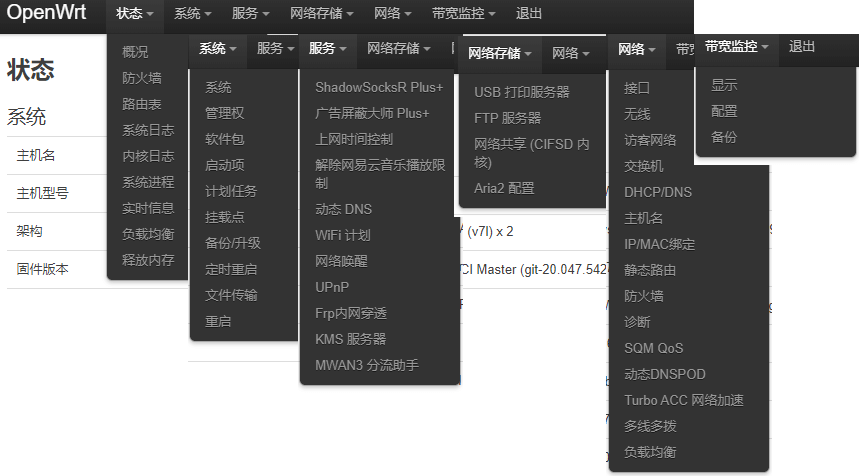 OpenWrt 状态 系统 服务 网络存储 网络 带宽监控 退出
状态
系统
主机名
主机型号
架构
固件版本
概况
防火墙
路由表
系统日志
内核日志
系统进程
实时信息
负载均衡
释放内存
系统 服务
系统
管理权
软件包
启动项
计划任务
挂载点
备份/升级
定时重启
文件传输
重启
服务 网络存储
ShadowSocksR Plus+
广告屏蔽大师 Plus+
上网时间控制
解除网易云音乐播放限
制
动态 DNS
WiFi 计划
网络唤醒
UPnP
Frp内网穿透
KMS 服务器
MWAN3 分流助手
网络存储 网络
USB 打印服务器
FTP 服务器
网络共享 (CIFSD 内
核)
Aria2 配置
(v7l) x 2
CI Master (git-20.047.542
网络 带宽
接口
无线
访客网络
交换机
DHCP/DNS
主机名
IP/MAC绑定
静态路由
防火墙
诊断
SQM QoS
动态DNSPOD
Turbo ACC 网络加速
多线多拨
负载均衡
带宽监控 退出
显示
配置
备份